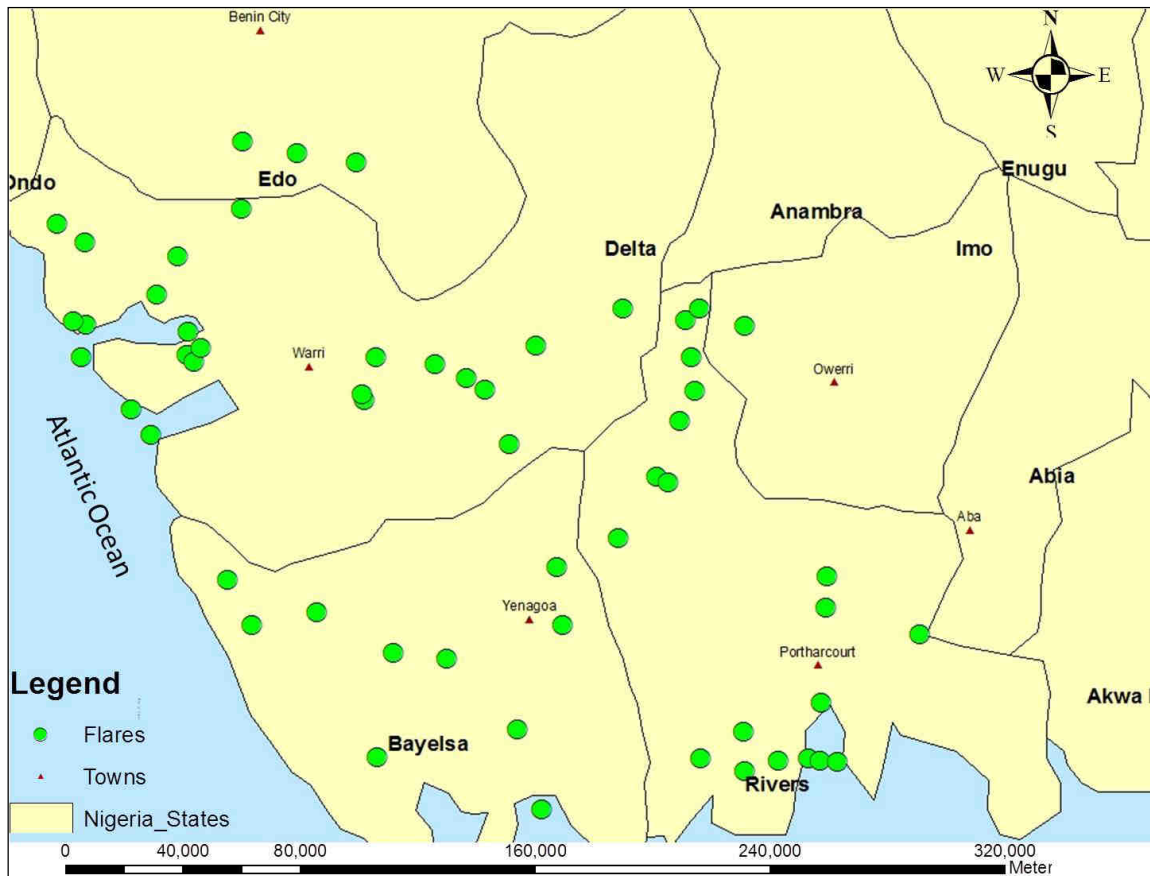 Benin City
N
W
E
S
Ondo
Edo
Enugu
Anambra
Delta
Imo
Warri
Owerri
Atlantic Ocean
Abia
Aba
Yenagoa
Portharcourt
Legend
Akwa I
Flares
Bayelsa
Towns
Rivers
Nigeria_States
0 40,000 80,000 160,000 240,000 320,000
Meter